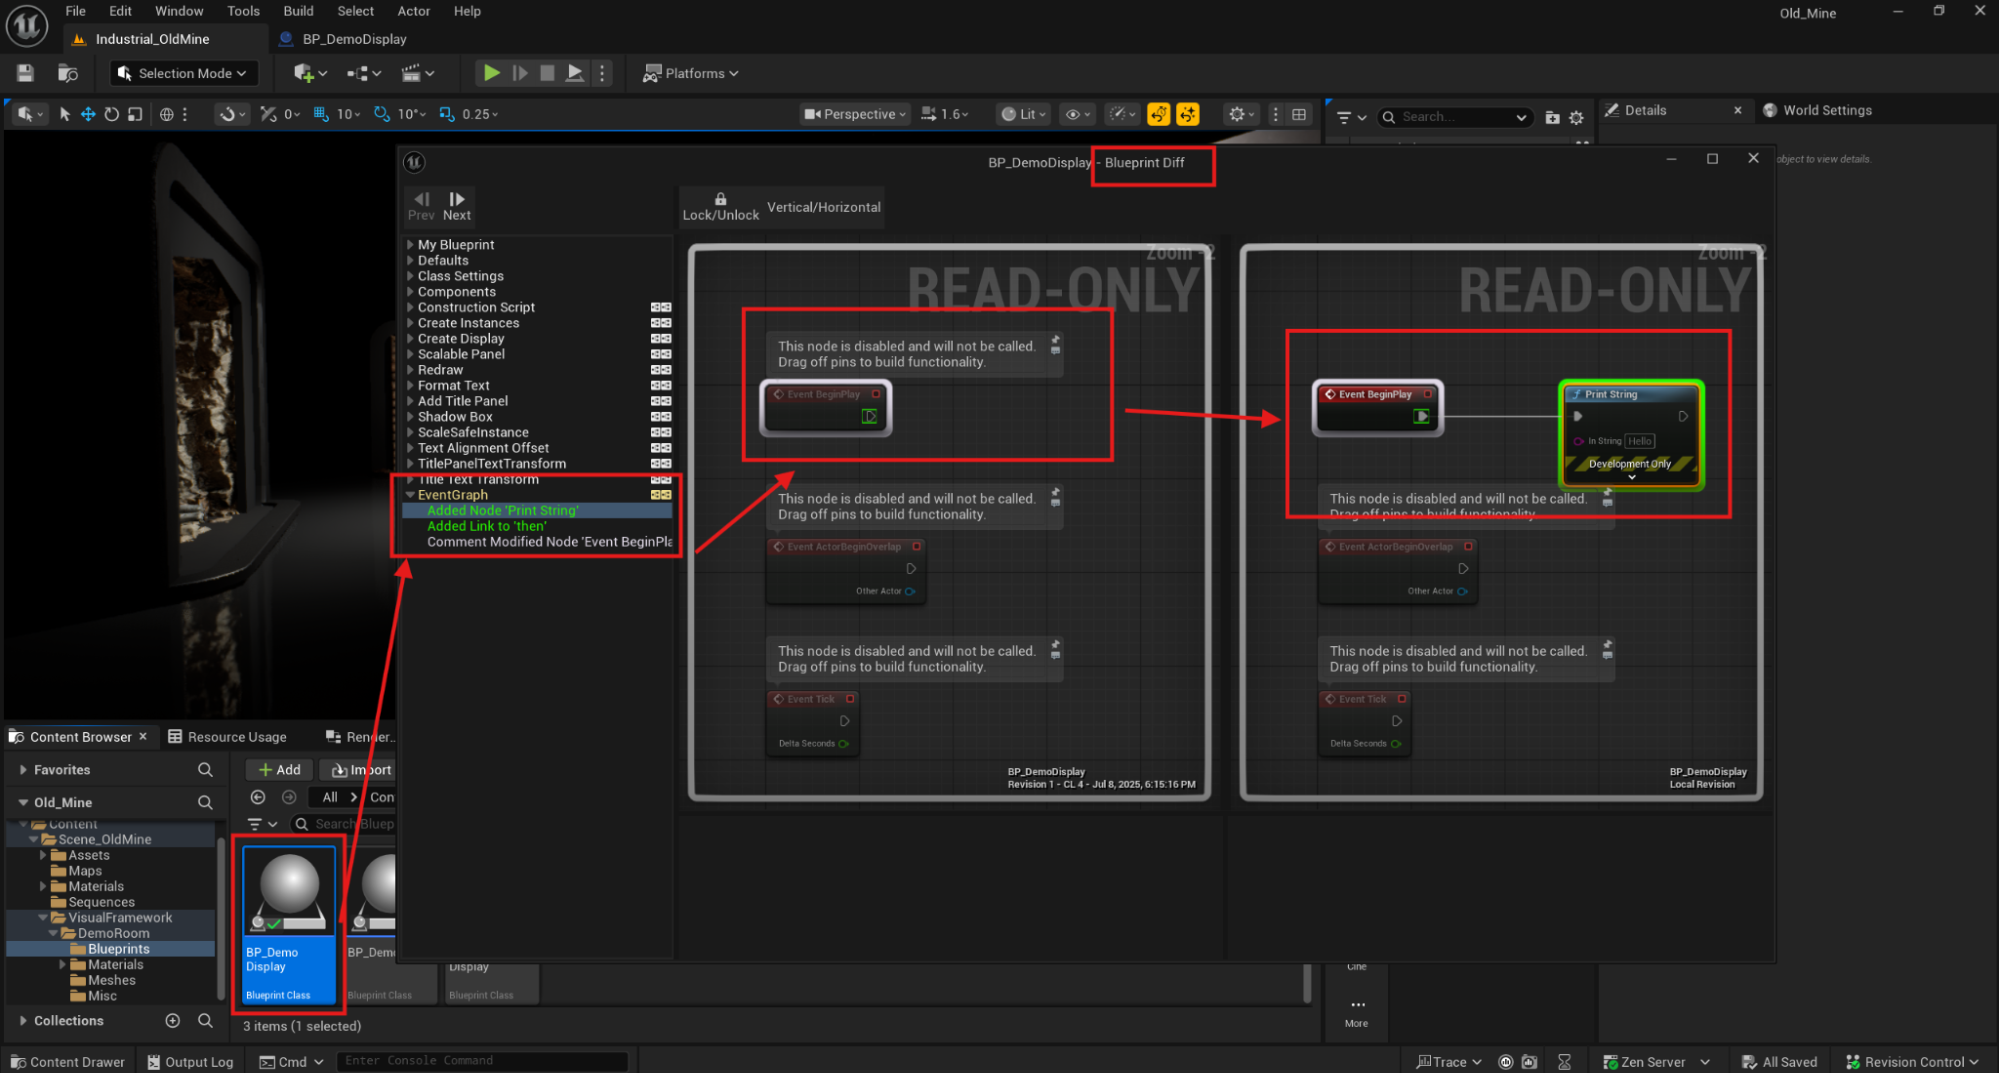 File Edit Window Tools Build Select Actor Help
Old_Mine
Industrial_OldMine
BP_DemoDisplay
Selection Mode
Platforms
0 10 10° 0.25
Perspective 1.6 Lit
Search...
Details
World Settings
object to view details.
BP_DemoDisplay - Blueprint Diff
Prev Next
Lock/Unlock Vertical/Horizontal
My Blueprint
Defaults
Class Settings
Components
Construction Script
Create Instances
Create Display
Scalable Panel
Redraw
Format Text
Add Title Panel
Shadow Box
ScaleSafeInstance
Text Alignment Offset
TitlePanelTextTransform
Title Text Transform
EventGraph
Added Node 'Print String'
Added Link to 'then'
Comment Modified Node 'Event BeginPla
Zoom -2
READ-ONLY
This node is disabled and will not be called.
Drag off pins to build functionality.
Event BeginPlay
This node is disabled and will not be called.
Drag off pins to build functionality.
Event ActorBeginOverlap
Other Actor
This node is disabled and will not be called.
Drag off pins to build functionality.
Event Tick
Delta Seconds
BP_DemoDisplay
Revision 1 - CL 4 - Jul 8, 2025, 6:15:16 PM
Zoom -2
READ-ONLY
Event BeginPlay
Print String
In String Hello
Development Only
This node is disabled and will not be called.
Drag off pins to build functionality.
Event ActorBeginOverlap
Other Actor
This node is disabled and will not be called.
Drag off pins to build functionality.
Event Tick
Delta Seconds
BP_DemoDisplay
Local Revision
Content Browser
Resource Usage
Render...
Favorites
Add
Import
Old_Mine
All Con
Search Bluep
Content
Scene_OldMine
Assets
Maps
Materials
Sequences
VisualFramework
DemoRoom
Blueprints
Materials
Meshes
Misc
Collections
BP_Demo
Display
Blueprint Class
BP_Demo
Blueprint Class
Display
Blueprint Class
3 items (1 selected)
Cine
More
Content Drawer
Output Log
Cmd
Enter Console Command
Trace
Zen Server
All Saved
Revision Control